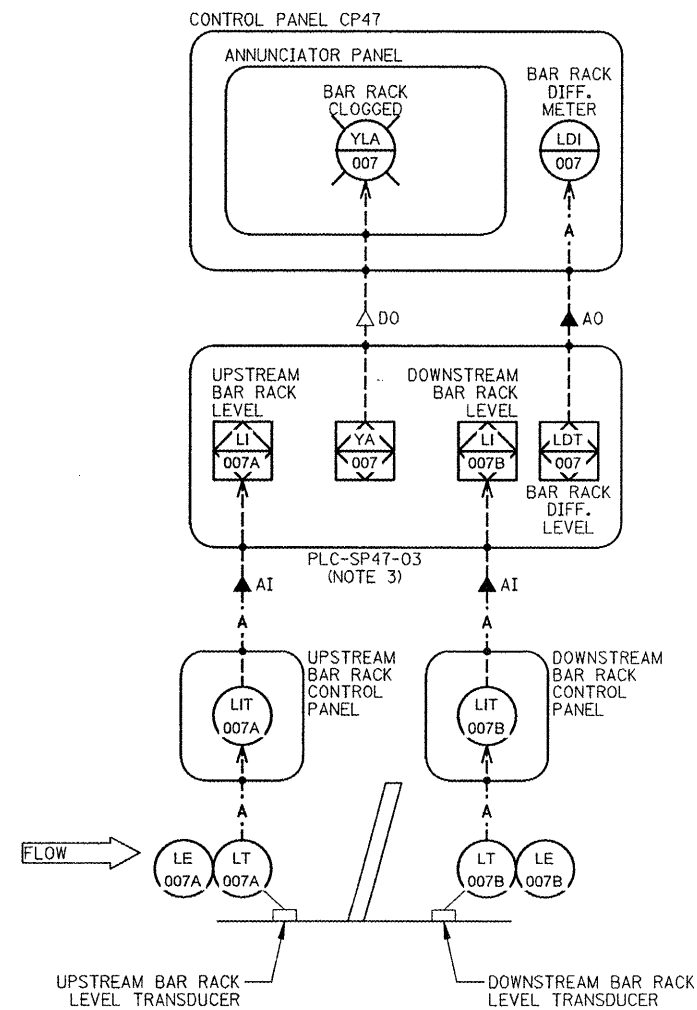 CONTROL PANEL CP47
ANNUNCIATOR PANEL
BAR RACK
CLOGGED
YLA
007
BAR RACK
DIFF.
METER
LDI
007
A
DO
AO
UPSTREAM
BAR RACK
LEVEL
LI
007A
YA
007
DOWNSTREAM
BAR RACK
LEVEL
LI
007B
LDT
007
BAR RACK
DIFF.
LEVEL
PLC-SP47-03
(NOTE 3)
AI
AI
A
A
UPSTREAM
BAR RACK
CONTROL
PANEL
LIT
007A
DOWNSTREAM
BAR RACK
CONTROL
PANEL
LIT
007B
A
A
FLOW
LE
007A
LT
007A
LT
007B
LE
007B
UPSTREAM BAR RACK
LEVEL TRANSDUCER
DOWNSTREAM BAR RACK
LEVEL TRANSDUCER